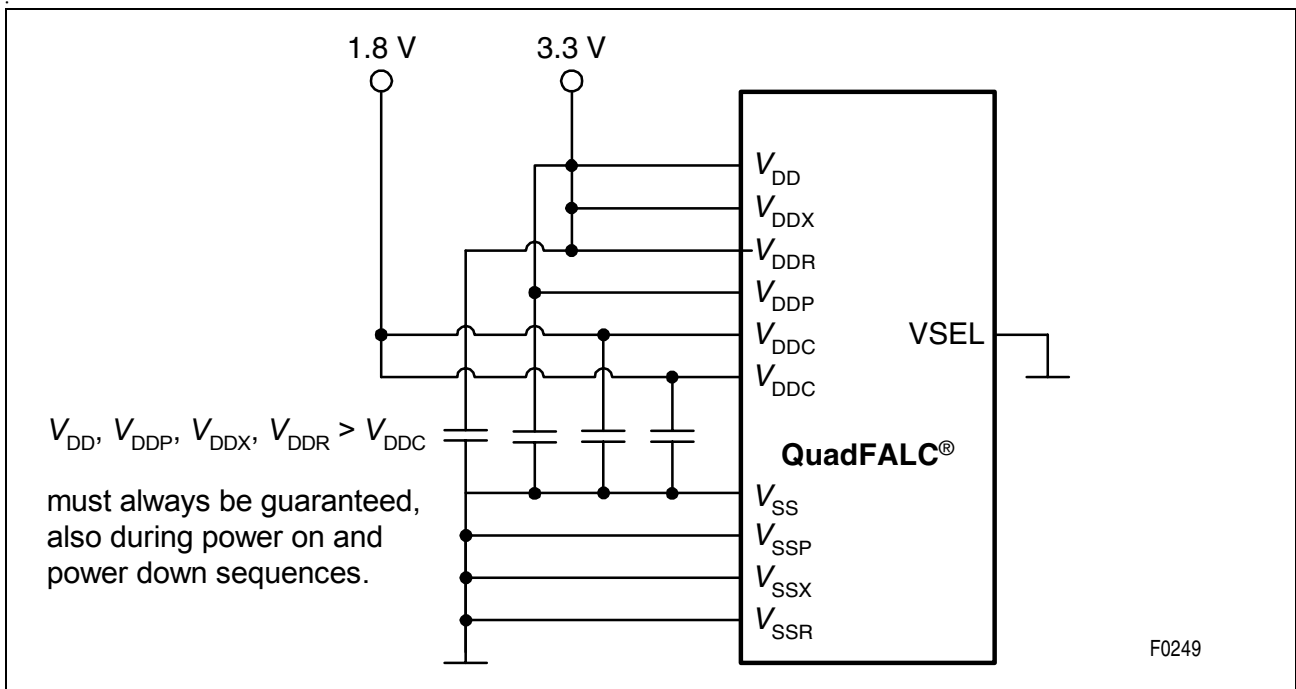 1.8 V
3.3 V
VDD
VDDX
VDDR
VDDP
VDDC
VSEL
VDDC
VDD, VDDP, VDDX, VDDR > VDDC
must always be guaranteed,
also during power on and
power down sequences.
QuadFALC®
VSS
VSSP
VSSX
VSSR
F0249